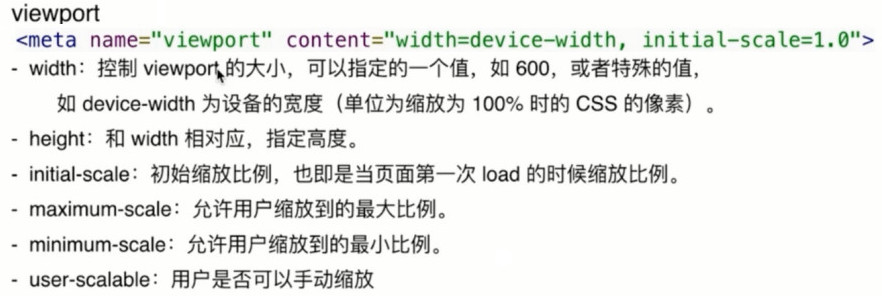 viewport
<meta name="viewport" content="width=device-width, initial-scale=1.0">
- width：控制 viewport 的大小，可以指定的一个值，如 600，或者特殊的值，
如 device-width 为设备的宽度（单位为缩放为 100% 时的 CSS 的像素）。
- height：和 width 相对应，指定高度。
- initial-scale：初始缩放比例，也即是当页面第一次 load 的时候缩放比例。
- maximum-scale：允许用户缩放到的最大比例。
- minimum-scale：允许用户缩放到的最小比例。
- user-scalable：用户是否可以手动缩放